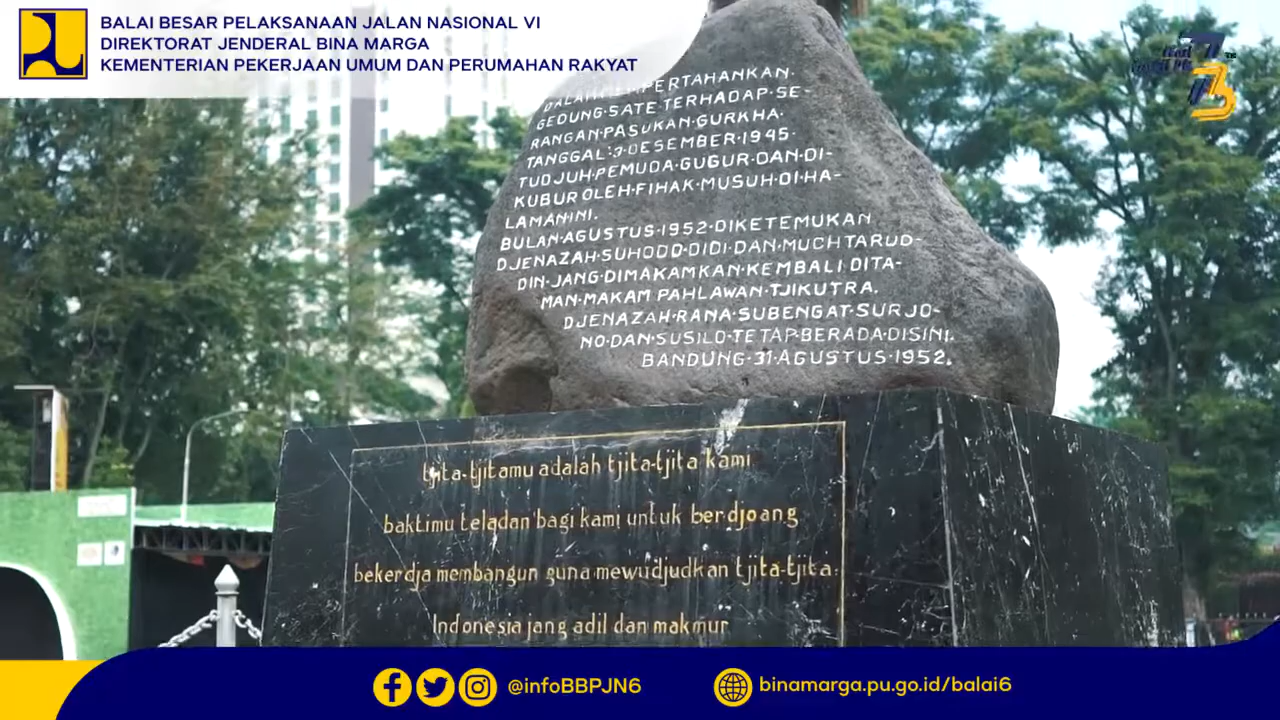 BALAI BESAR PELAKSANAAN JALAN NASIONAL VI
DIREKTORAT JENDERAL BINA MARGA
KEMENTERIAN PEKERJAAN UMUM DAN PERUMAHAN RAKYAT
PERTAHANKAN·
GEDUNG·SATE·TERHADAP·SE-
RANGAN·PASUKAN·GURKHA·
TANGGAL·3·DESEMBER·1945·
TUDJUH·PEMUDA·GUGUR·DAN·DI-
KUBUR OLEH·FIHAK·MUSUH·DI·HA-
LAMAN·INI.
BULAN·AGUSTUS·1952·DIKETEMUKAN
DJENAZAH·SUHODO·DIDI·DAN·MUCHTARUD-
DIN·JANG·DIMAKAMKAN·KEMBALI DITA-
MAN·MAKAM PAHLAWAN·TJIKUTRA.
DJENAZAH·RANA·SUBENGAT·SURJO-
NO·DAN·SUSILO·TETAP·BERADA·DISINI.
BANDUNG·31·AGUSTUS·1952.
tjita-tjitamu adalah tjita-tjita kami
baktimu teladan bagi kami untuk berdjoang
bekerdja membangun guna mewudjudkan tjita-tjita
Indonesia jang adil dan makmur
@infoBBPJN6
binamarga.pu.go.id/balai6